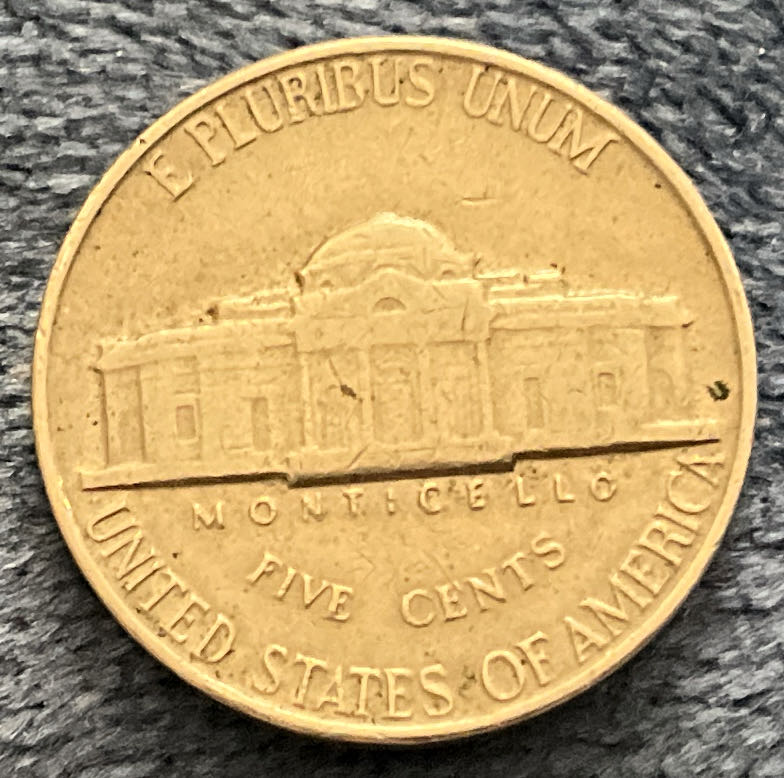 E PLURIBUS UNUM
MONTICELLO
FIVE CENTS
UNITED STATES OF AMERICA